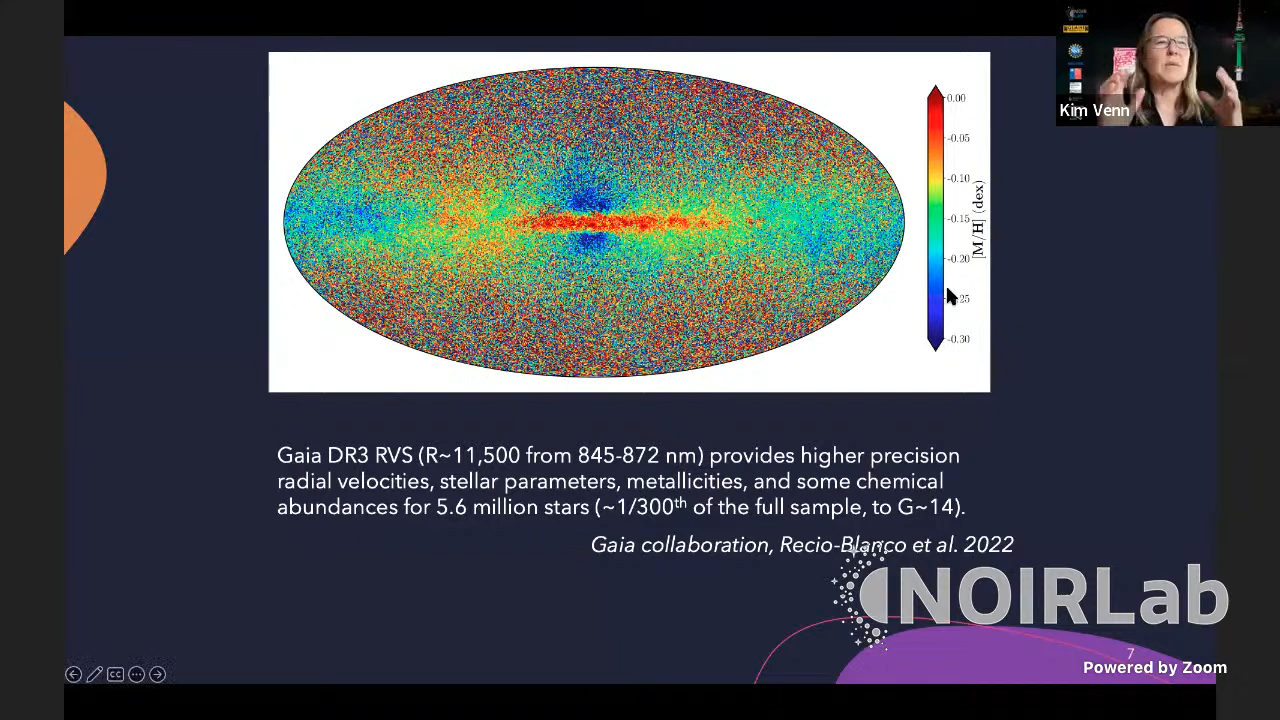 Kim Venn
0.00
-0.05
-0.10
-0.15
-0.20
25
-0.30
[M/H] (dex)
Gaia DR3 RVS (R~11,500 from 845-872 nm) provides higher precision
radial velocities, stellar parameters, metallicities, and some chemical
abundances for 5.6 million stars (~1/300th of the full sample, to G~14).
Gaia collaboration, Recio-Blanco et al. 2022
NOIRLab
7
Powered by Zoom
CC